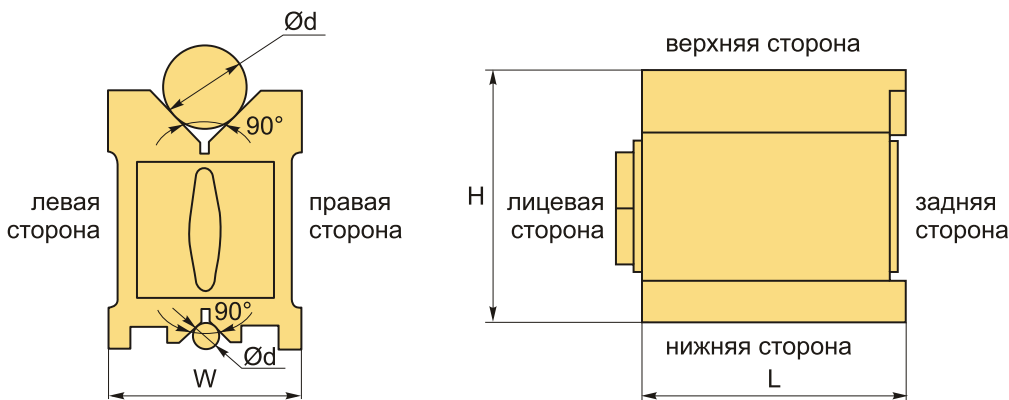 Ød
90°
левая
сторона
правая
сторона
90°
Ød
W
верхняя сторона
H
лицевая
сторона
задняя
сторона
нижняя сторона
L